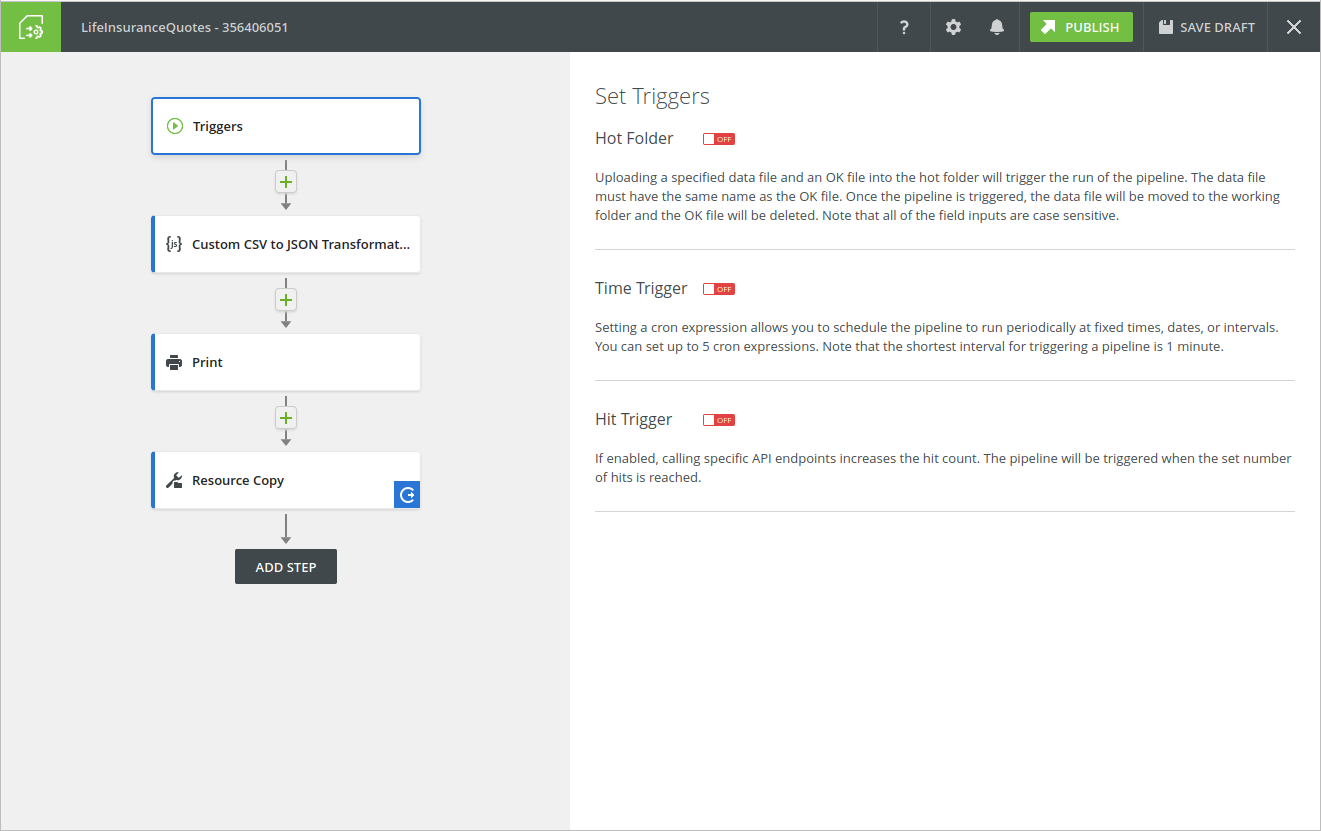 LifeInsuranceQuotes - 356406051
?
PUBLISH
SAVE DRAFT
Triggers
{js} Custom CSV to JSON Transformat...
Print
Resource Copy
ADD STEP
Set Triggers
Hot Folder OFF
Uploading a specified data file and an OK file into the hot folder will trigger the run of the pipeline. The data file
must have the same name as the OK file. Once the pipeline is triggered, the data file will be moved to the working
folder and the OK file will be deleted. Note that all of the field inputs are case sensitive.
Time Trigger OFF
Setting a cron expression allows you to schedule the pipeline to run periodically at fixed times, dates, or intervals.
You can set up to 5 cron expressions. Note that the shortest interval for triggering a pipeline is 1 minute.
Hit Trigger OFF
If enabled, calling specific API endpoints increases the hit count. The pipeline will be triggered when the set number
of hits is reached.